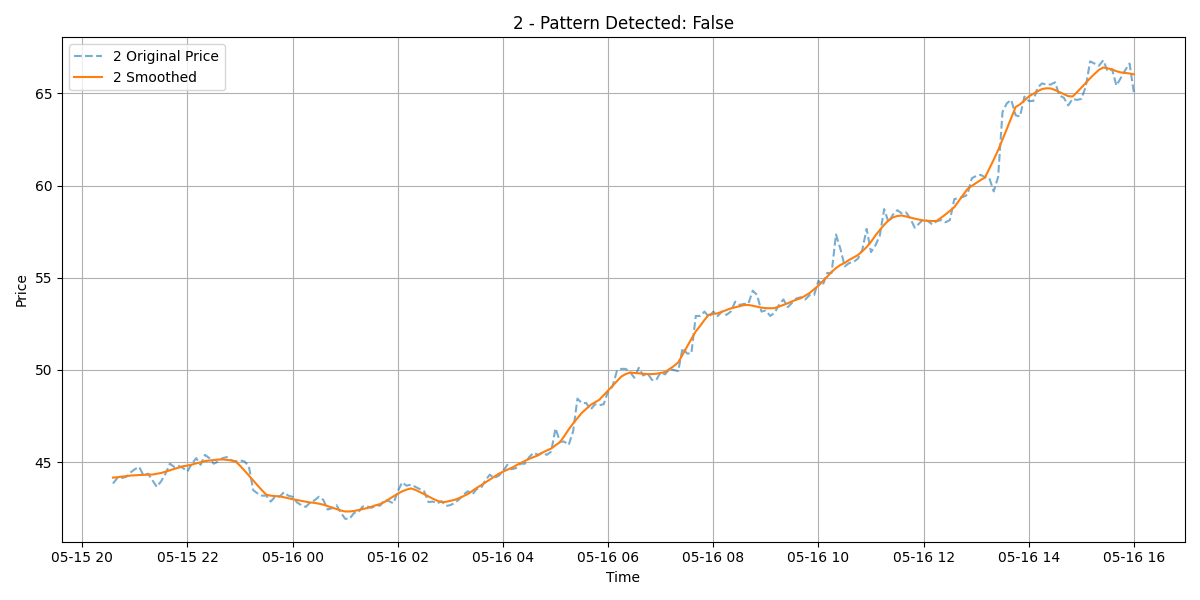 2 - Pattern Detected: False
2 Original Price
2 Smoothed
Price
65
60
55
50
45
05-15 20 05-15 22 05-16 00 05-16 02 05-16 04 05-16 06 05-16 08 05-16 10 05-16 12 05-16 14 05-16 16
Time